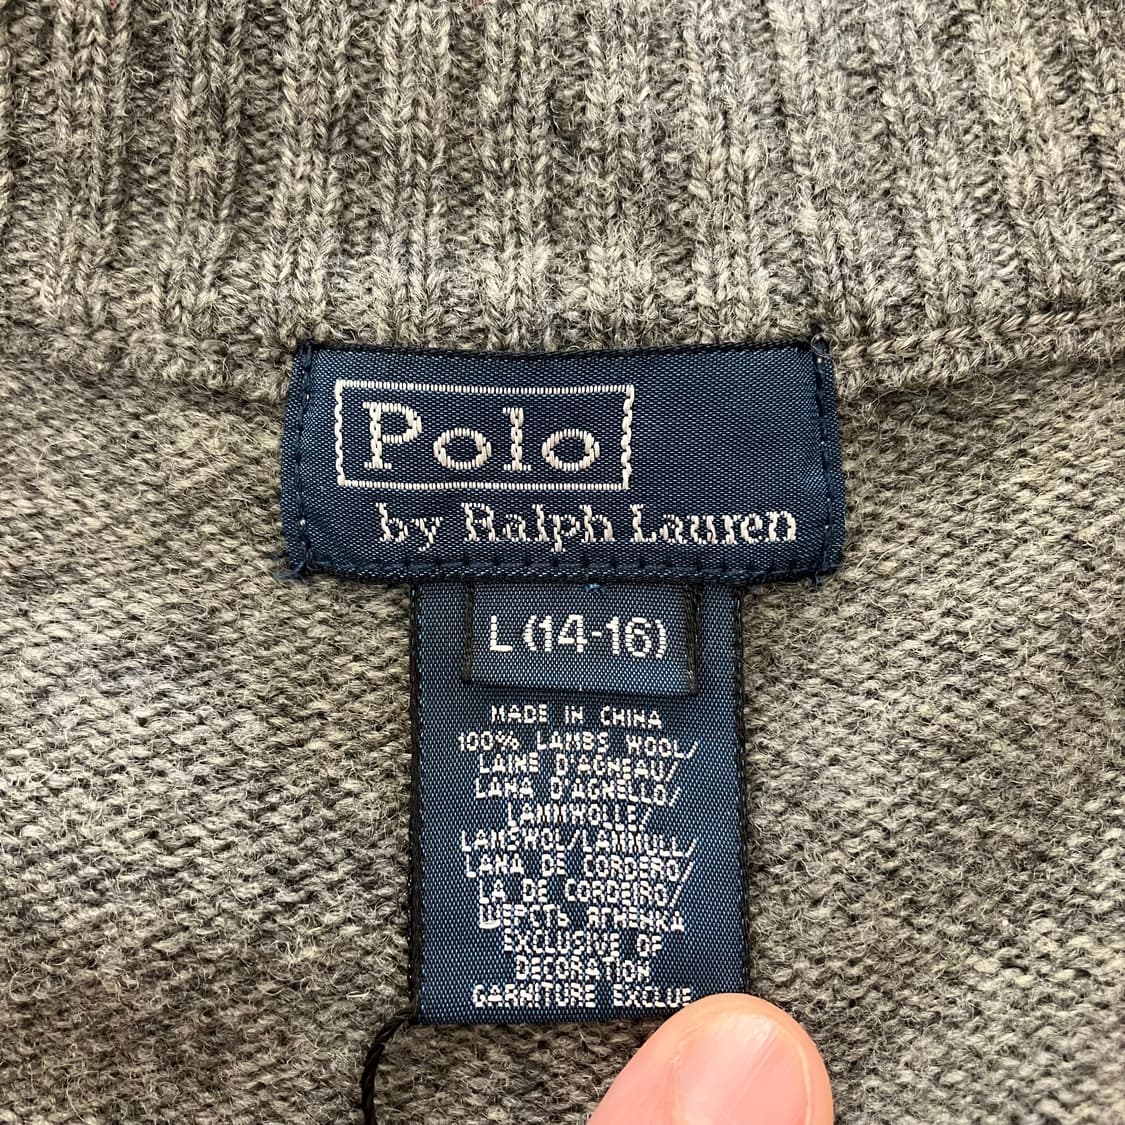 Polo
by Ralph Lauren
L (14-16)
MADE IN CHINA
100% LAMBS WOOL/
LAINE D'AGNEAU/
LANA D'AGNELLO/
LAMMWOLLE/
LAMSWOL/LAMMULL/
LANA DE CORDERO/
LA DE CORDEIRO/
ШЕРСТЬ ЯГНЕНКА
EXCLUSIVE OF
DECORATION
GARNITURE EXCLUE